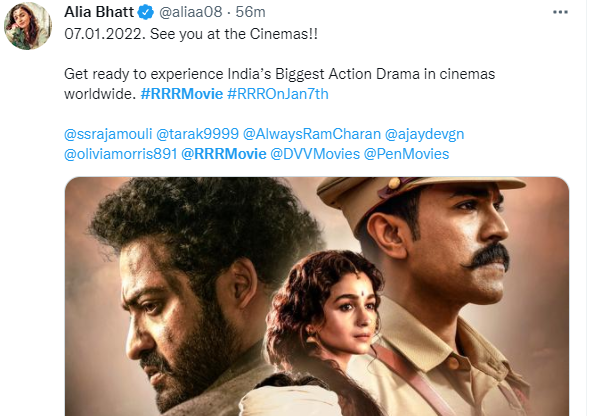 Alia Bhatt @aliaa08 · 56m
07.01.2022. See you at the Cinemas!!
Get ready to experience India’s Biggest Action Drama in cinemas
worldwide. #RRRMovie #RRROnJan7th
@ssrajamouli @tarak9999 @AlwaysRamCharan @ajaydevgn
@oliviamorris891 @RRRMovie @DVVMovies @PenMovies